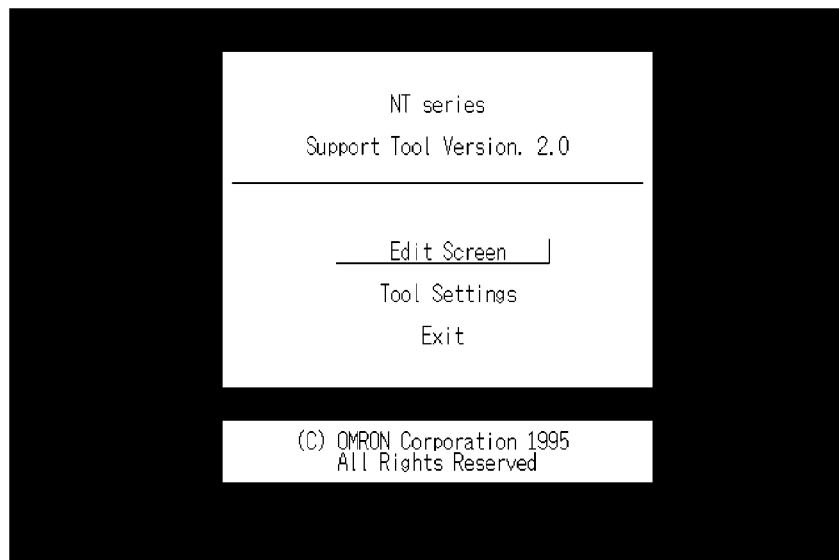 NT series
Support Tool Version. 2.0
Edit Screen
Tool Settings
Exit
(C) OMRON Corporation 1995
All Rights Reserved